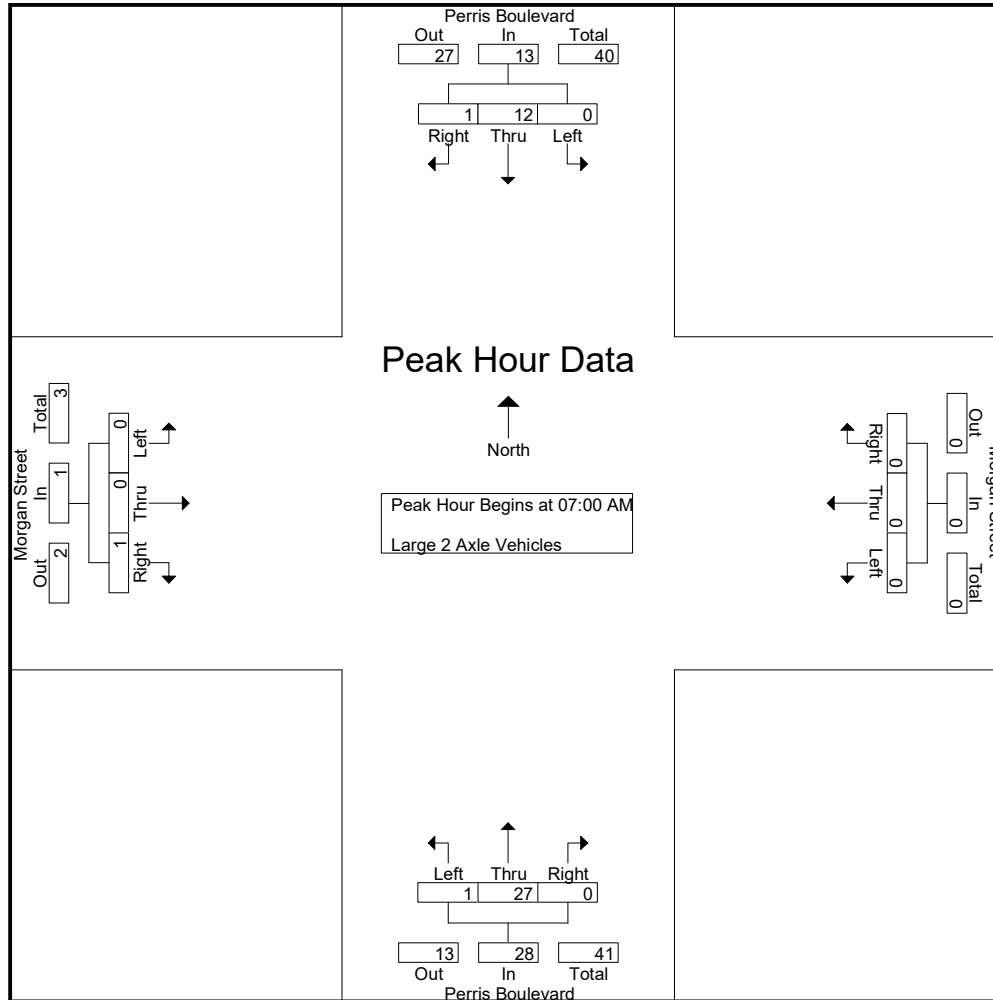 Perris Boulevard
Out In Total
27 13 40
1 12 0
Right Thru Left
Peak Hour Data
North
Peak Hour Begins at 07:00 AM
Large 2 Axle Vehicles
Morgan Street
Total In Out
3 1 2
0 0 1
Left Thru Right
Right Thru Left
0 0 0
Out In Total
0 0 0
Morgan Street
Left Thru Right
1 27 0
13 28 41
Out In Total
Perris Boulevard